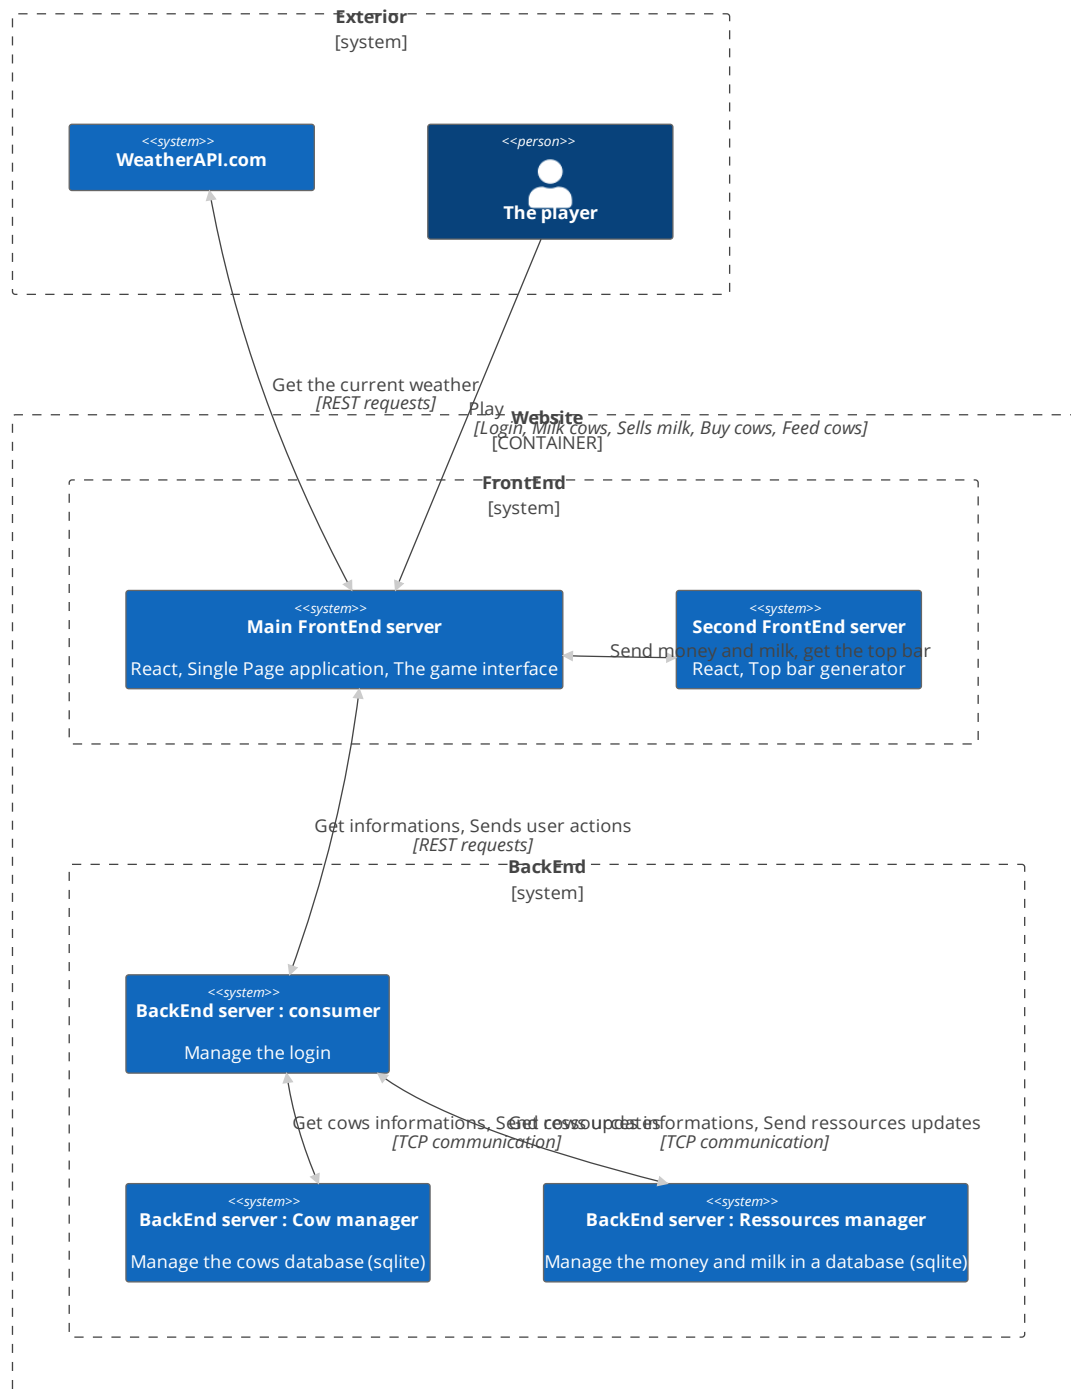 Exterior
[system]
<<system>>
WeatherAPI.com
<<person>>
The player
Get the current weather
[REST requests]
Play
[Login, Milk cows, Sells milk, Buy cows, Feed cows]
Website
[CONTAINER]
FrontEnd
[system]
<<system>>
Main FrontEnd server
React, Single Page application, The game interface
<<system>>
Second FrontEnd server
React, Top bar generator
Send money and milk, get the top bar
Get informations, Sends user actions
[REST requests]
BackEnd
[system]
<<system>>
BackEnd server : consumer
Manage the login
Get cows informations, Send cows updates
[TCP communication]
Get ressources informations, Send ressources updates
[TCP communication]
<<system>>
BackEnd server : Cow manager
Manage the cows database (sqlite)
<<system>>
BackEnd server : Ressources manager
Manage the money and milk in a database (sqlite)